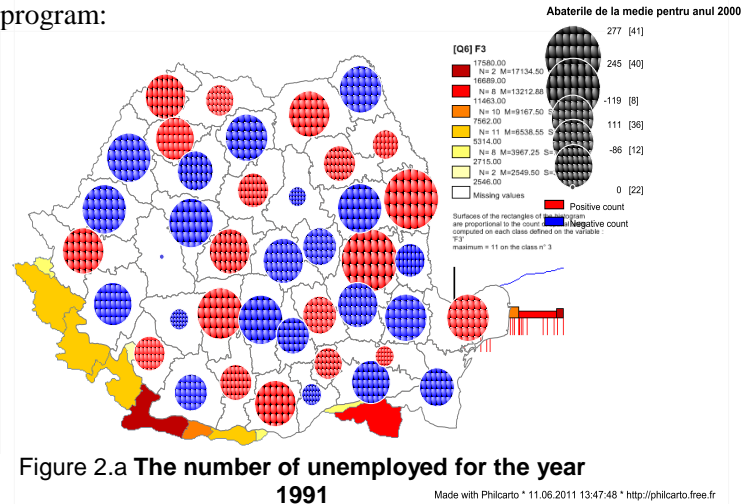 program:
Abaterile de la medie pentru anul 2000
277 [41]
245 [40]
-119 [8]
111 [36]
-86 [12]
0 [22]
Positive count
Negative count
[Q6] F3
17580.00
N= 2 M=17134.50
16689.00
N= 8 M=13212.88
11463.00
N= 10 M=9167.50 S
7562.00
N= 11 M=6538.55 S=
5314.00
N= 8 M=3967.25 S=
2715.00
N= 2 M=2549.50 S=
2546.00
Missing values
Surfaces of the rectangles of the histogram
are proportional to the count
computed on each class defined on the variable :
'F3'
maximum = 11 on the class n° 3
Figure 2.a The number of unemployed for the year
1991
Made with Philcarto * 11.06.2011 13:47:48 * http://philcarto.free.fr